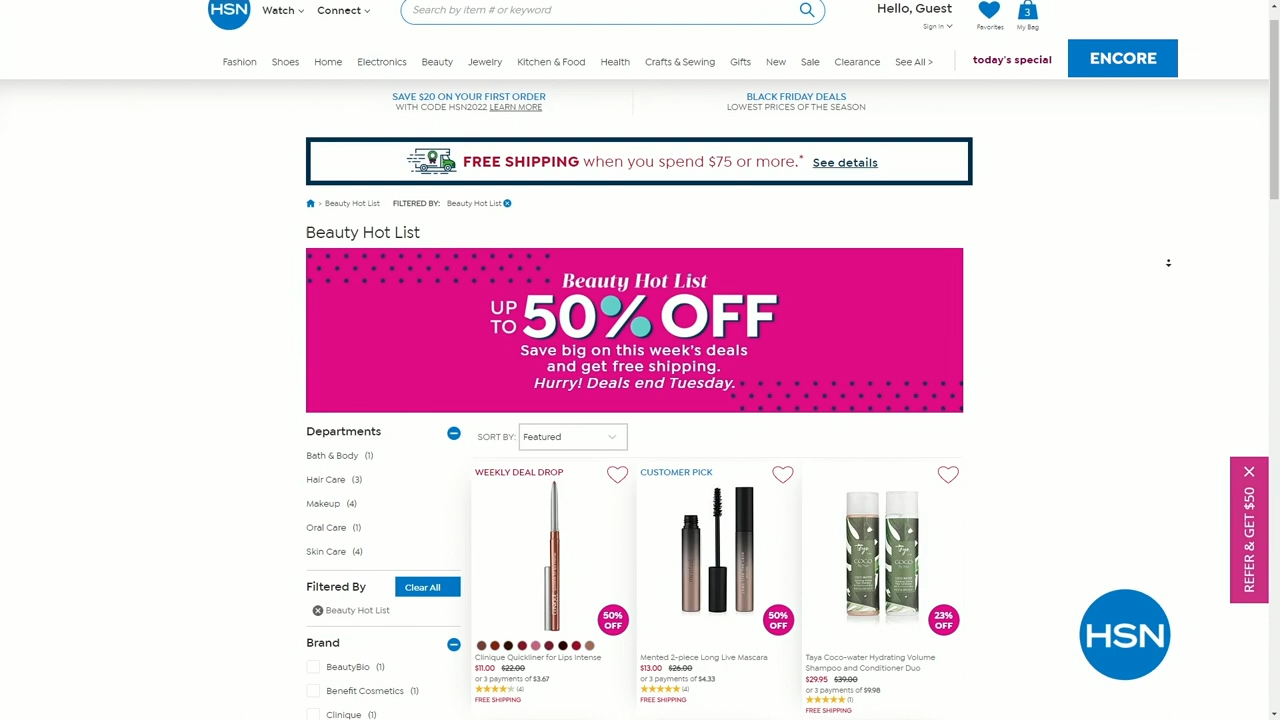 HSN
Watch
Connect
Search by item # or keyword
Hello, Guest
Sign In
Favorites
3
My Bag
Fashion
Shoes
Home
Electronics
Beauty
Jewelry
Kitchen & Food
Health
Crafts & Sewing
Gifts
New
Sale
Clearance
See All >
today's special
ENCORE
SAVE $20 ON YOUR FIRST ORDER
WITH CODE HSN2022 LEARN MORE
BLACK FRIDAY DEALS
LOWEST PRICES OF THE SEASON
FREE SHIPPING when you spend $75 or more.* See details
> Beauty Hot List
FILTERED BY: Beauty Hot List
Beauty Hot List
Beauty Hot List
UP TO 50% OFF
Save big on this week's deals
and get free shipping.
Hurry! Deals end Tuesday.
Departments
Bath & Body (1)
Hair Care (3)
Makeup (4)
Oral Care (1)
Skin Care (4)
Filtered By
Clear All
Beauty Hot List
Brand
BeautyBio (1)
Benefit Cosmetics (1)
Clinique (1)
SORT BY: Featured
WEEKLY DEAL DROP
50% OFF
Clinique Quickliner for Lips Intense
$11.00 $22.00
or 3 payments of $3.67
(4)
FREE SHIPPING
CUSTOMER PICK
50% OFF
Mented 2-piece Long Live Mascara
$13.00 $26.00
or 3 payments of $4.33
(4)
FREE SHIPPING
23% OFF
Taya Coco-water Hydrating Volume
Shampoo and Conditioner Duo
$29.95 $39.00
or 3 payments of $9.98
(1)
FREE SHIPPING
REFER & GET $50
HSN